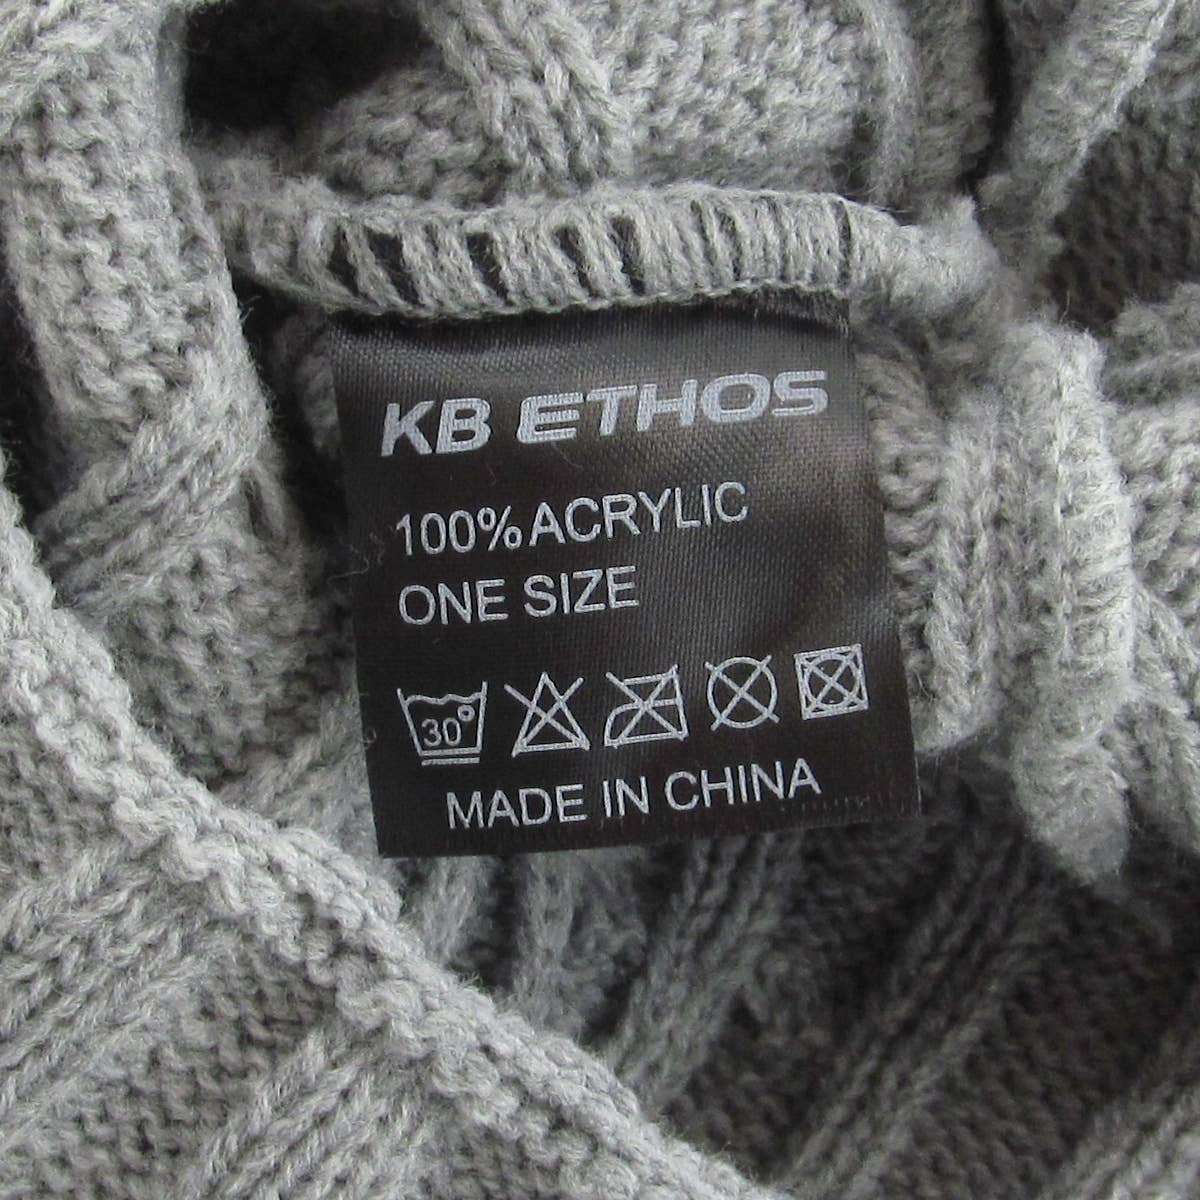 KB ETHOS
100% ACRYLIC
ONE SIZE
30°
MADE IN CHINA